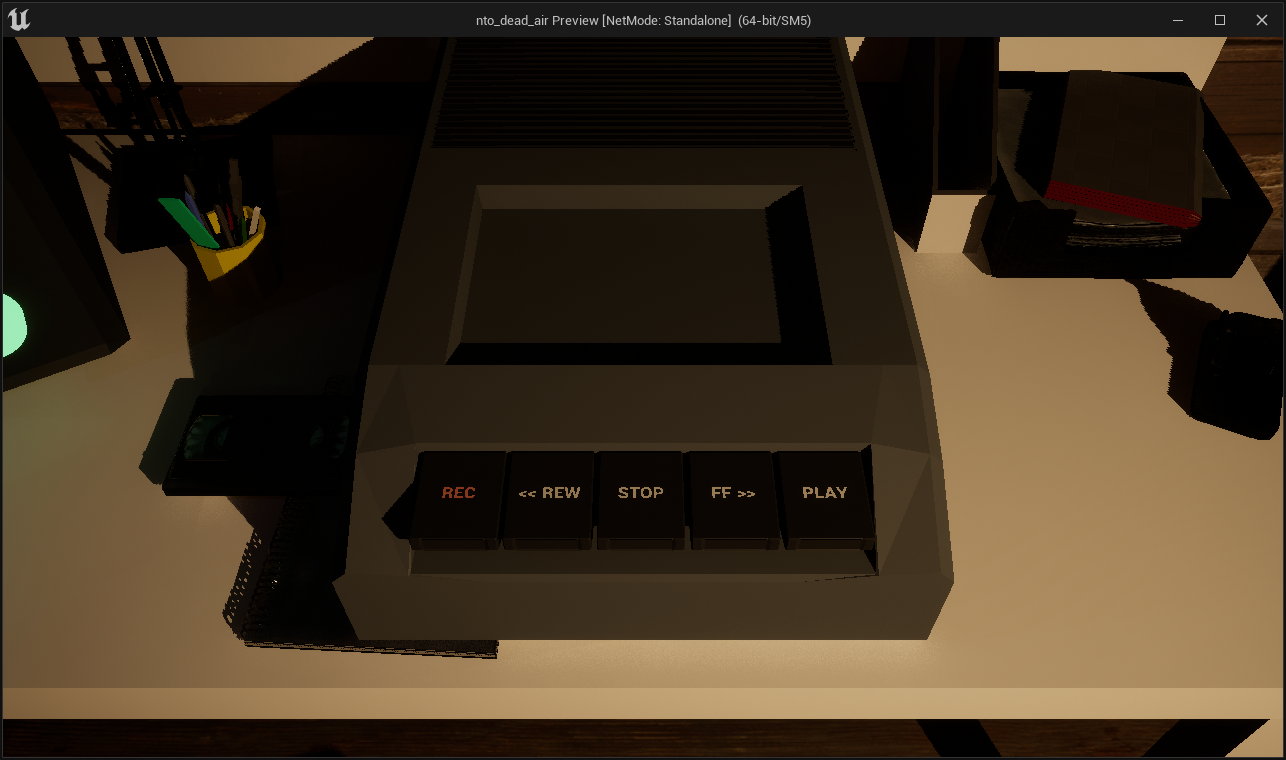 nto_dead_air Preview [NetMode: Standalone] (64-bit/SM5)
REC << REW STOP FF >> PLAY